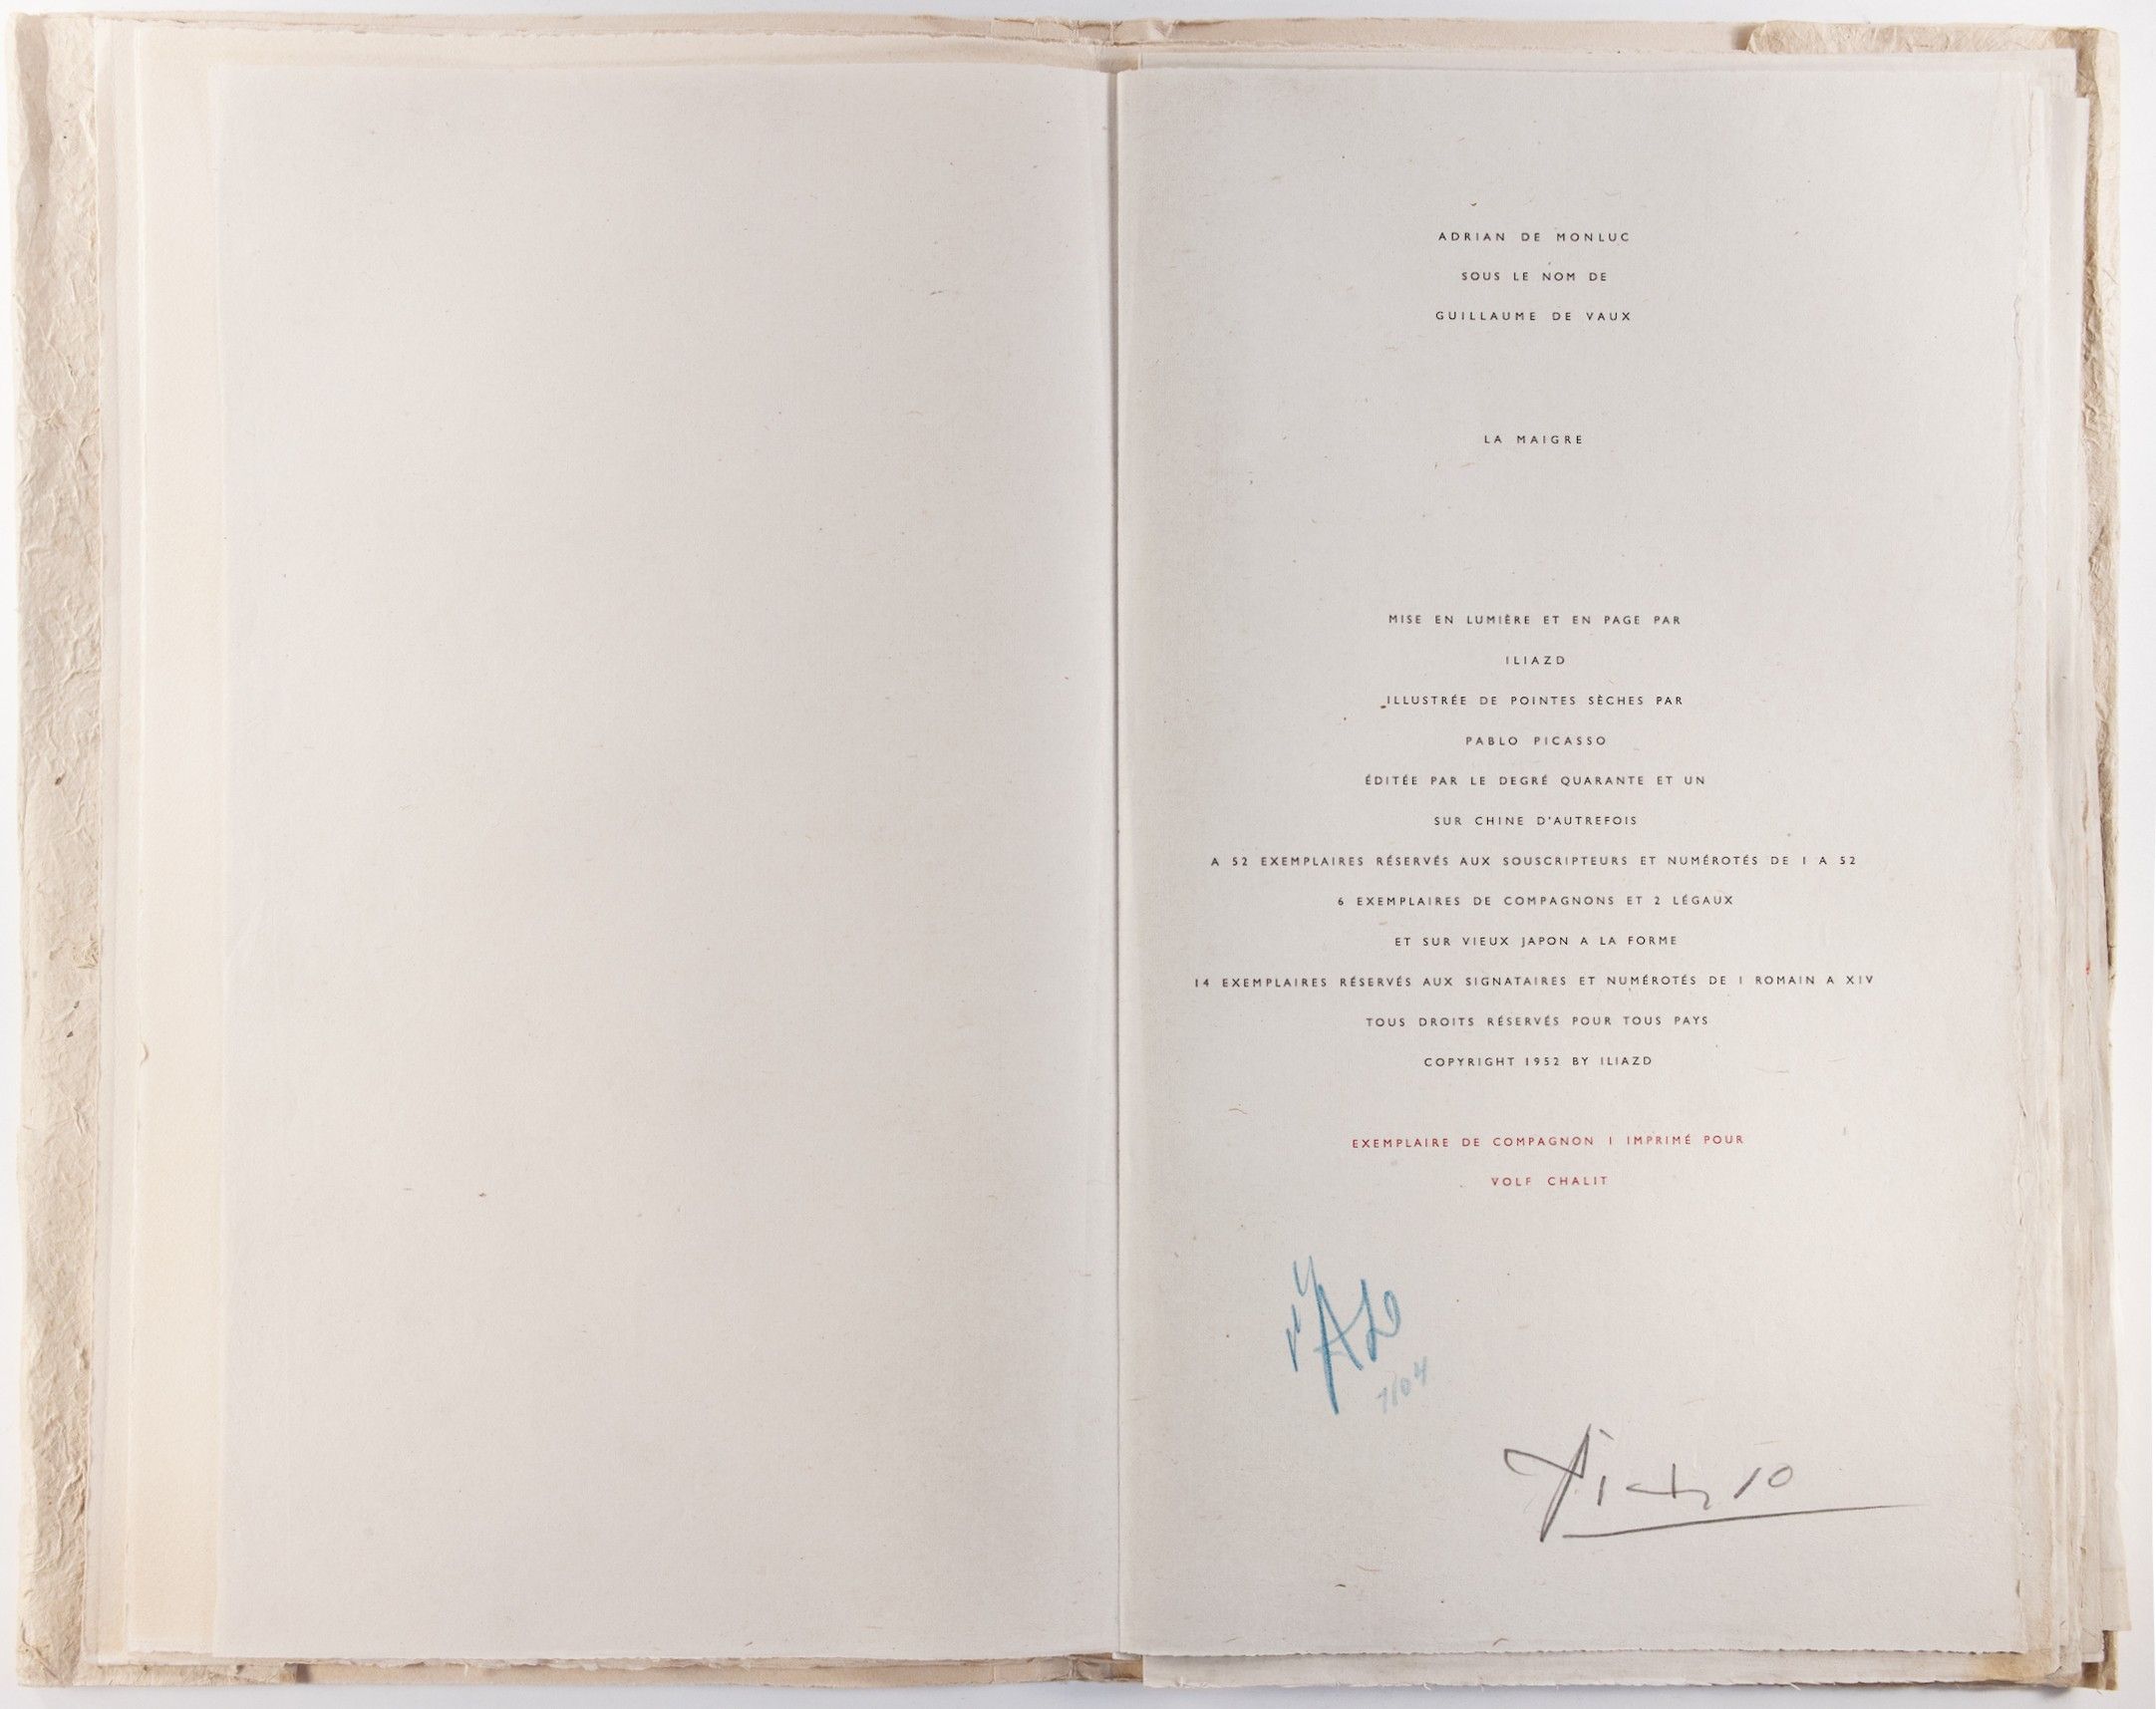 ADRIAN DE MONLUC
SOUS LE NOM DE
GUILLAUME DE VAUX
LA MAIGRE
MISE EN LUMIÈRE ET EN PAGE PAR
ILIAZD
ILLUSTRÉE DE POINTES SÈCHES PAR
PABLO PICASSO
ÉDITÉE PAR LE DEGRÉ QUARANTE ET UN
SUR CHINE D'AUTREFOIS
A 52 EXEMPLAIRES RÉSERVÉS AUX SOUSCRIPTEURS ET NUMÉROTÉS DE 1 A 52
6 EXEMPLAIRES DE COMPAGNONS ET 2 LÉGAUX
ET SUR VIEUX JAPON A LA FORME
14 EXEMPLAIRES RÉSERVÉS AUX SIGNATAIRES ET NUMÉROTÉS DE I ROMAIN A XIV
TOUS DROITS RÉSERVÉS POUR TOUS PAYS
COPYRIGHT 1952 BY ILIAZD
EXEMPLAIRE DE COMPAGNON I IMPRIMÉ POUR
VOLF CHALIT
Picasso